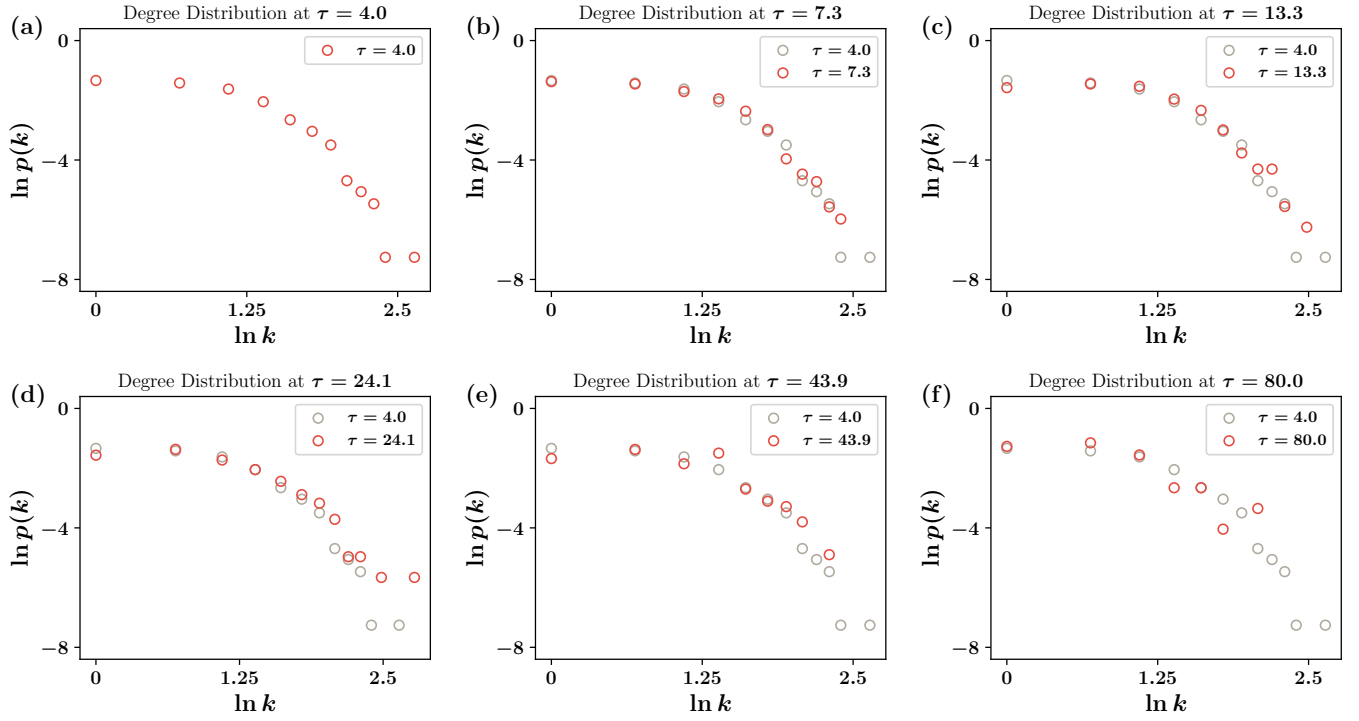 (a) Degree Distribution at τ = 4.0
0
−4
−8
ln p(k)
τ = 4.0
0 1.25 2.5
ln k
(b) Degree Distribution at τ = 7.3
0
−4
−8
ln p(k)
τ = 4.0
τ = 7.3
0 1.25 2.5
ln k
(c) Degree Distribution at τ = 13.3
0
−4
−8
ln p(k)
τ = 4.0
τ = 13.3
0 1.25 2.5
ln k
(d) Degree Distribution at τ = 24.1
0
−4
−8
ln p(k)
τ = 4.0
τ = 24.1
0 1.25 2.5
ln k
(e) Degree Distribution at τ = 43.9
0
−4
−8
ln p(k)
τ = 4.0
τ = 43.9
0 1.25 2.5
ln k
(f) Degree Distribution at τ = 80.0
0
−4
−8
ln p(k)
τ = 4.0
τ = 80.0
0 1.25 2.5
ln k